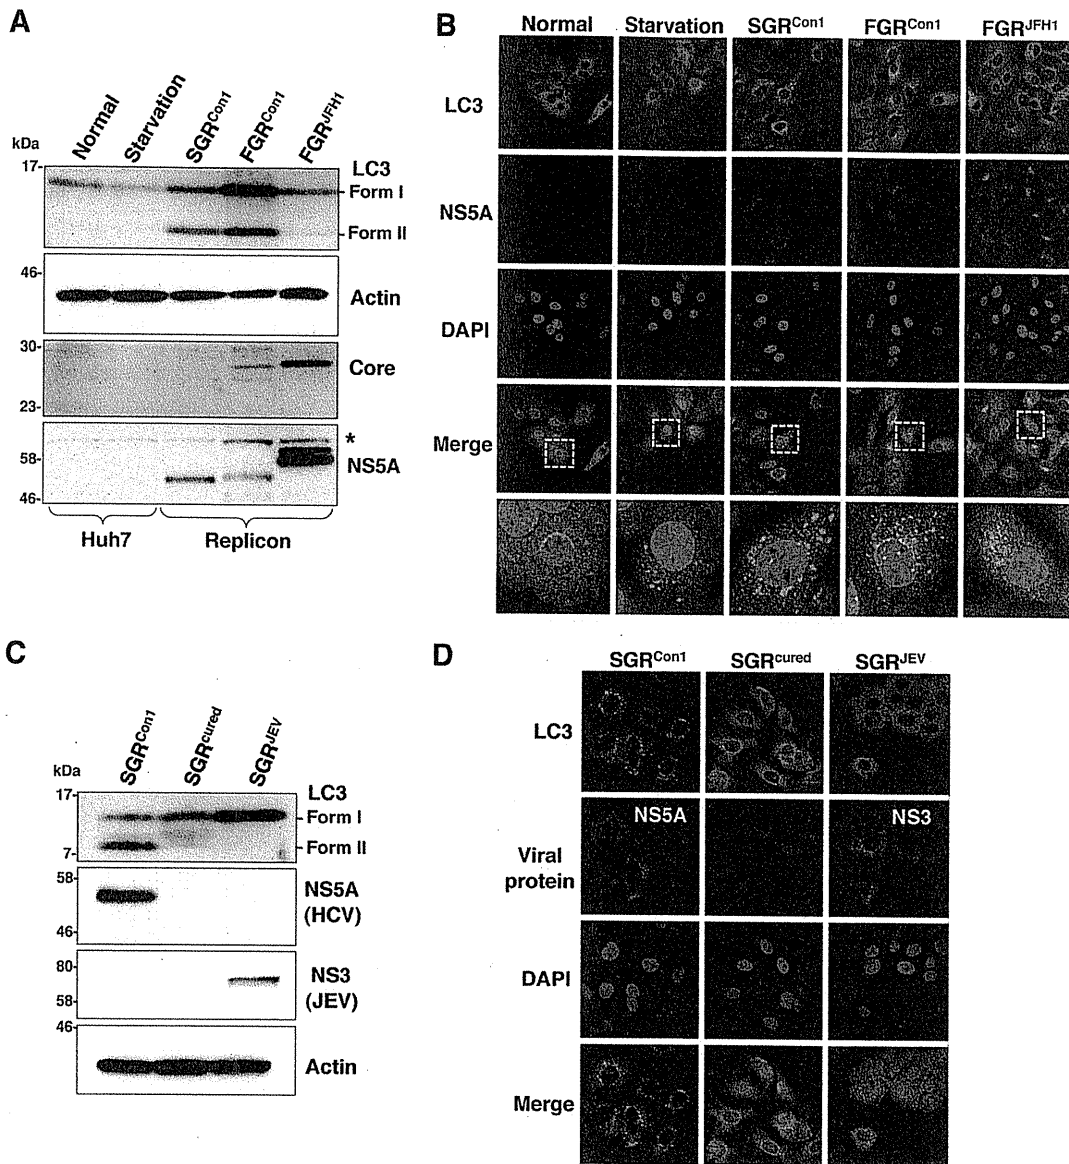 A
Normal
Starvation
SGRCon1
FGRCon1
FGRJFH1
kDa
17-
LC3
Form I
Form II
46-
Actin
30-
Core
23-
*
58-
NS5A
46-
Huh7
Replicon
B
Normal
Starvation
SGRCon1
FGRCon1
FGRJFH1
LC3
NS5A
DAPI
Merge
C
SGRCon1
SGRcured
SGRJEV
kDa
17-
LC3
Form I
Form II
7-
58-
NS5A
(HCV)
46-
80-
NS3
(JEV)
58-
46-
Actin
D
SGRCon1
SGRcured
SGRJEV
LC3
NS5A
NS3
Viral
protein
DAPI
Merge